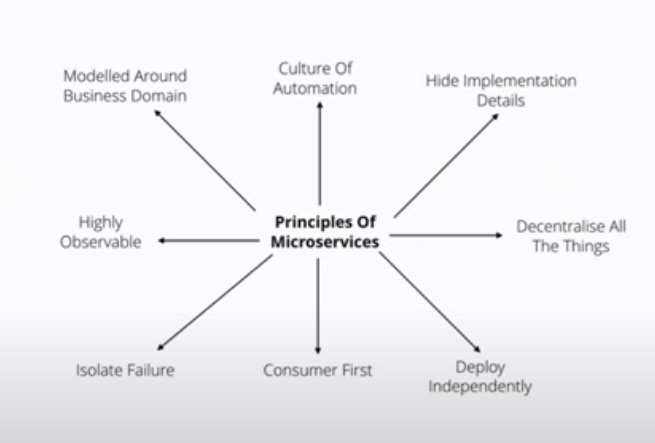 Modelled Around
Business Domain
Culture Of
Automation
Hide Implementation
Details
Highly
Observable
Principles Of
Microservices
Decentralise All
The Things
Isolate Failure
Consumer First
Deploy
Independently